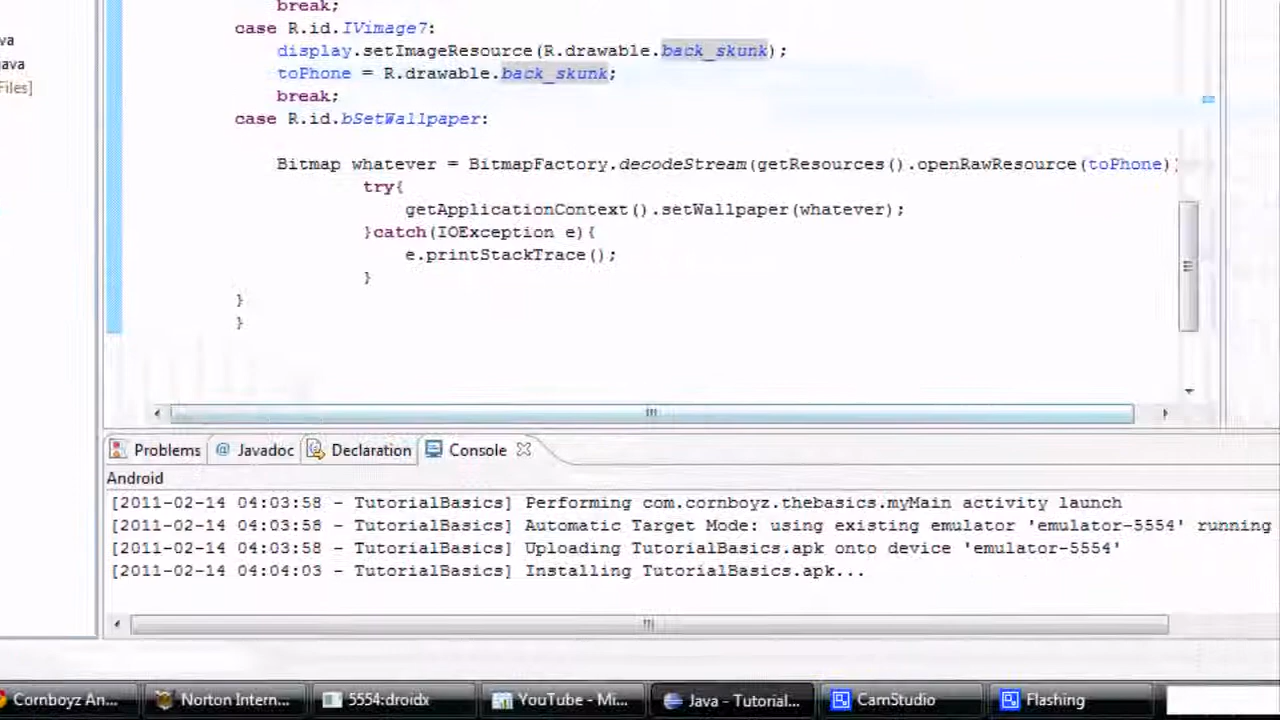 break;
case R.id.IVimage7:
display.setImageResource(R.drawable.back_skunk);
toPhone = R.drawable.back_skunk;
break;
case R.id.bSetWallpaper:
Bitmap whatever = BitmapFactory.decodeStream(getResources().openRawResource(toPhone)
try{
getApplicationContext().setWallpaper(whatever);
}catch(IOException e){
e.printStackTrace();
}
}
}
va
java
Files]
Problems @ Javadoc Declaration Console
Android
[2011-02-14 04:03:58 - TutorialBasics] Performing com.cornboyz.thebasics.myMain activity launch
[2011-02-14 04:03:58 - TutorialBasics] Automatic Target Mode: using existing emulator 'emulator-5554' running
[2011-02-14 04:03:58 - TutorialBasics] Uploading TutorialBasics.apk onto device 'emulator-5554'
[2011-02-14 04:04:03 - TutorialBasics] Installing TutorialBasics.apk...
Cornboyz An... Norton Intern... 5554:droidx YouTube - Mi... Java - Tutorial... CamStudio Flashing